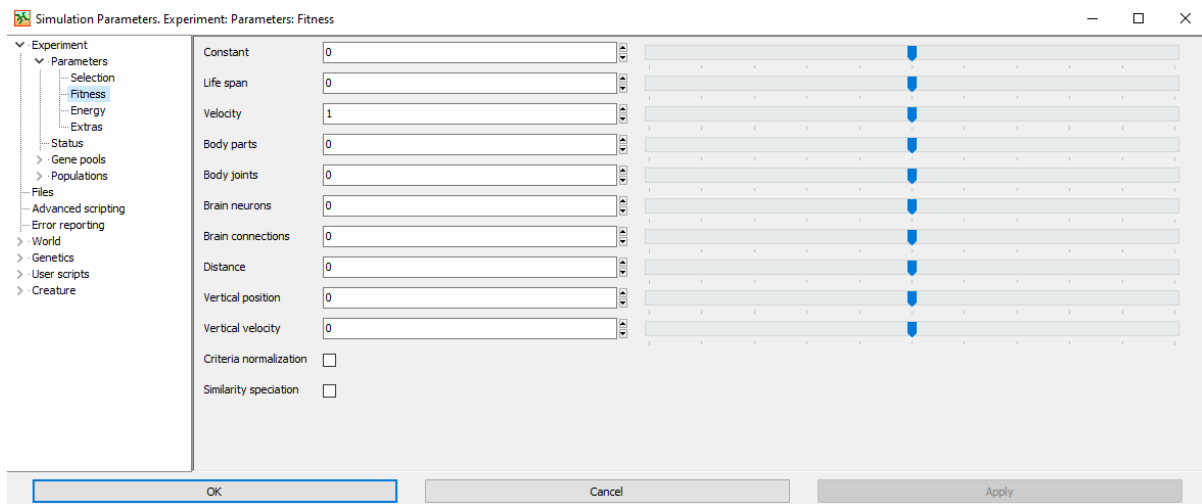 Simulation Parameters. Experiment: Parameters: Fitness
Experiment
Parameters
Selection
Fitness
Energy
Extras
Status
Gene pools
Populations
Files
Advanced scripting
Error reporting
World
Genetics
User scripts
Creature
Constant 0
Life span 0
Velocity 1
Body parts 0
Body joints 0
Brain neurons 0
Brain connections 0
Distance 0
Vertical position 0
Vertical velocity 0
Criteria normalization
Similarity speciation
OK Cancel Apply